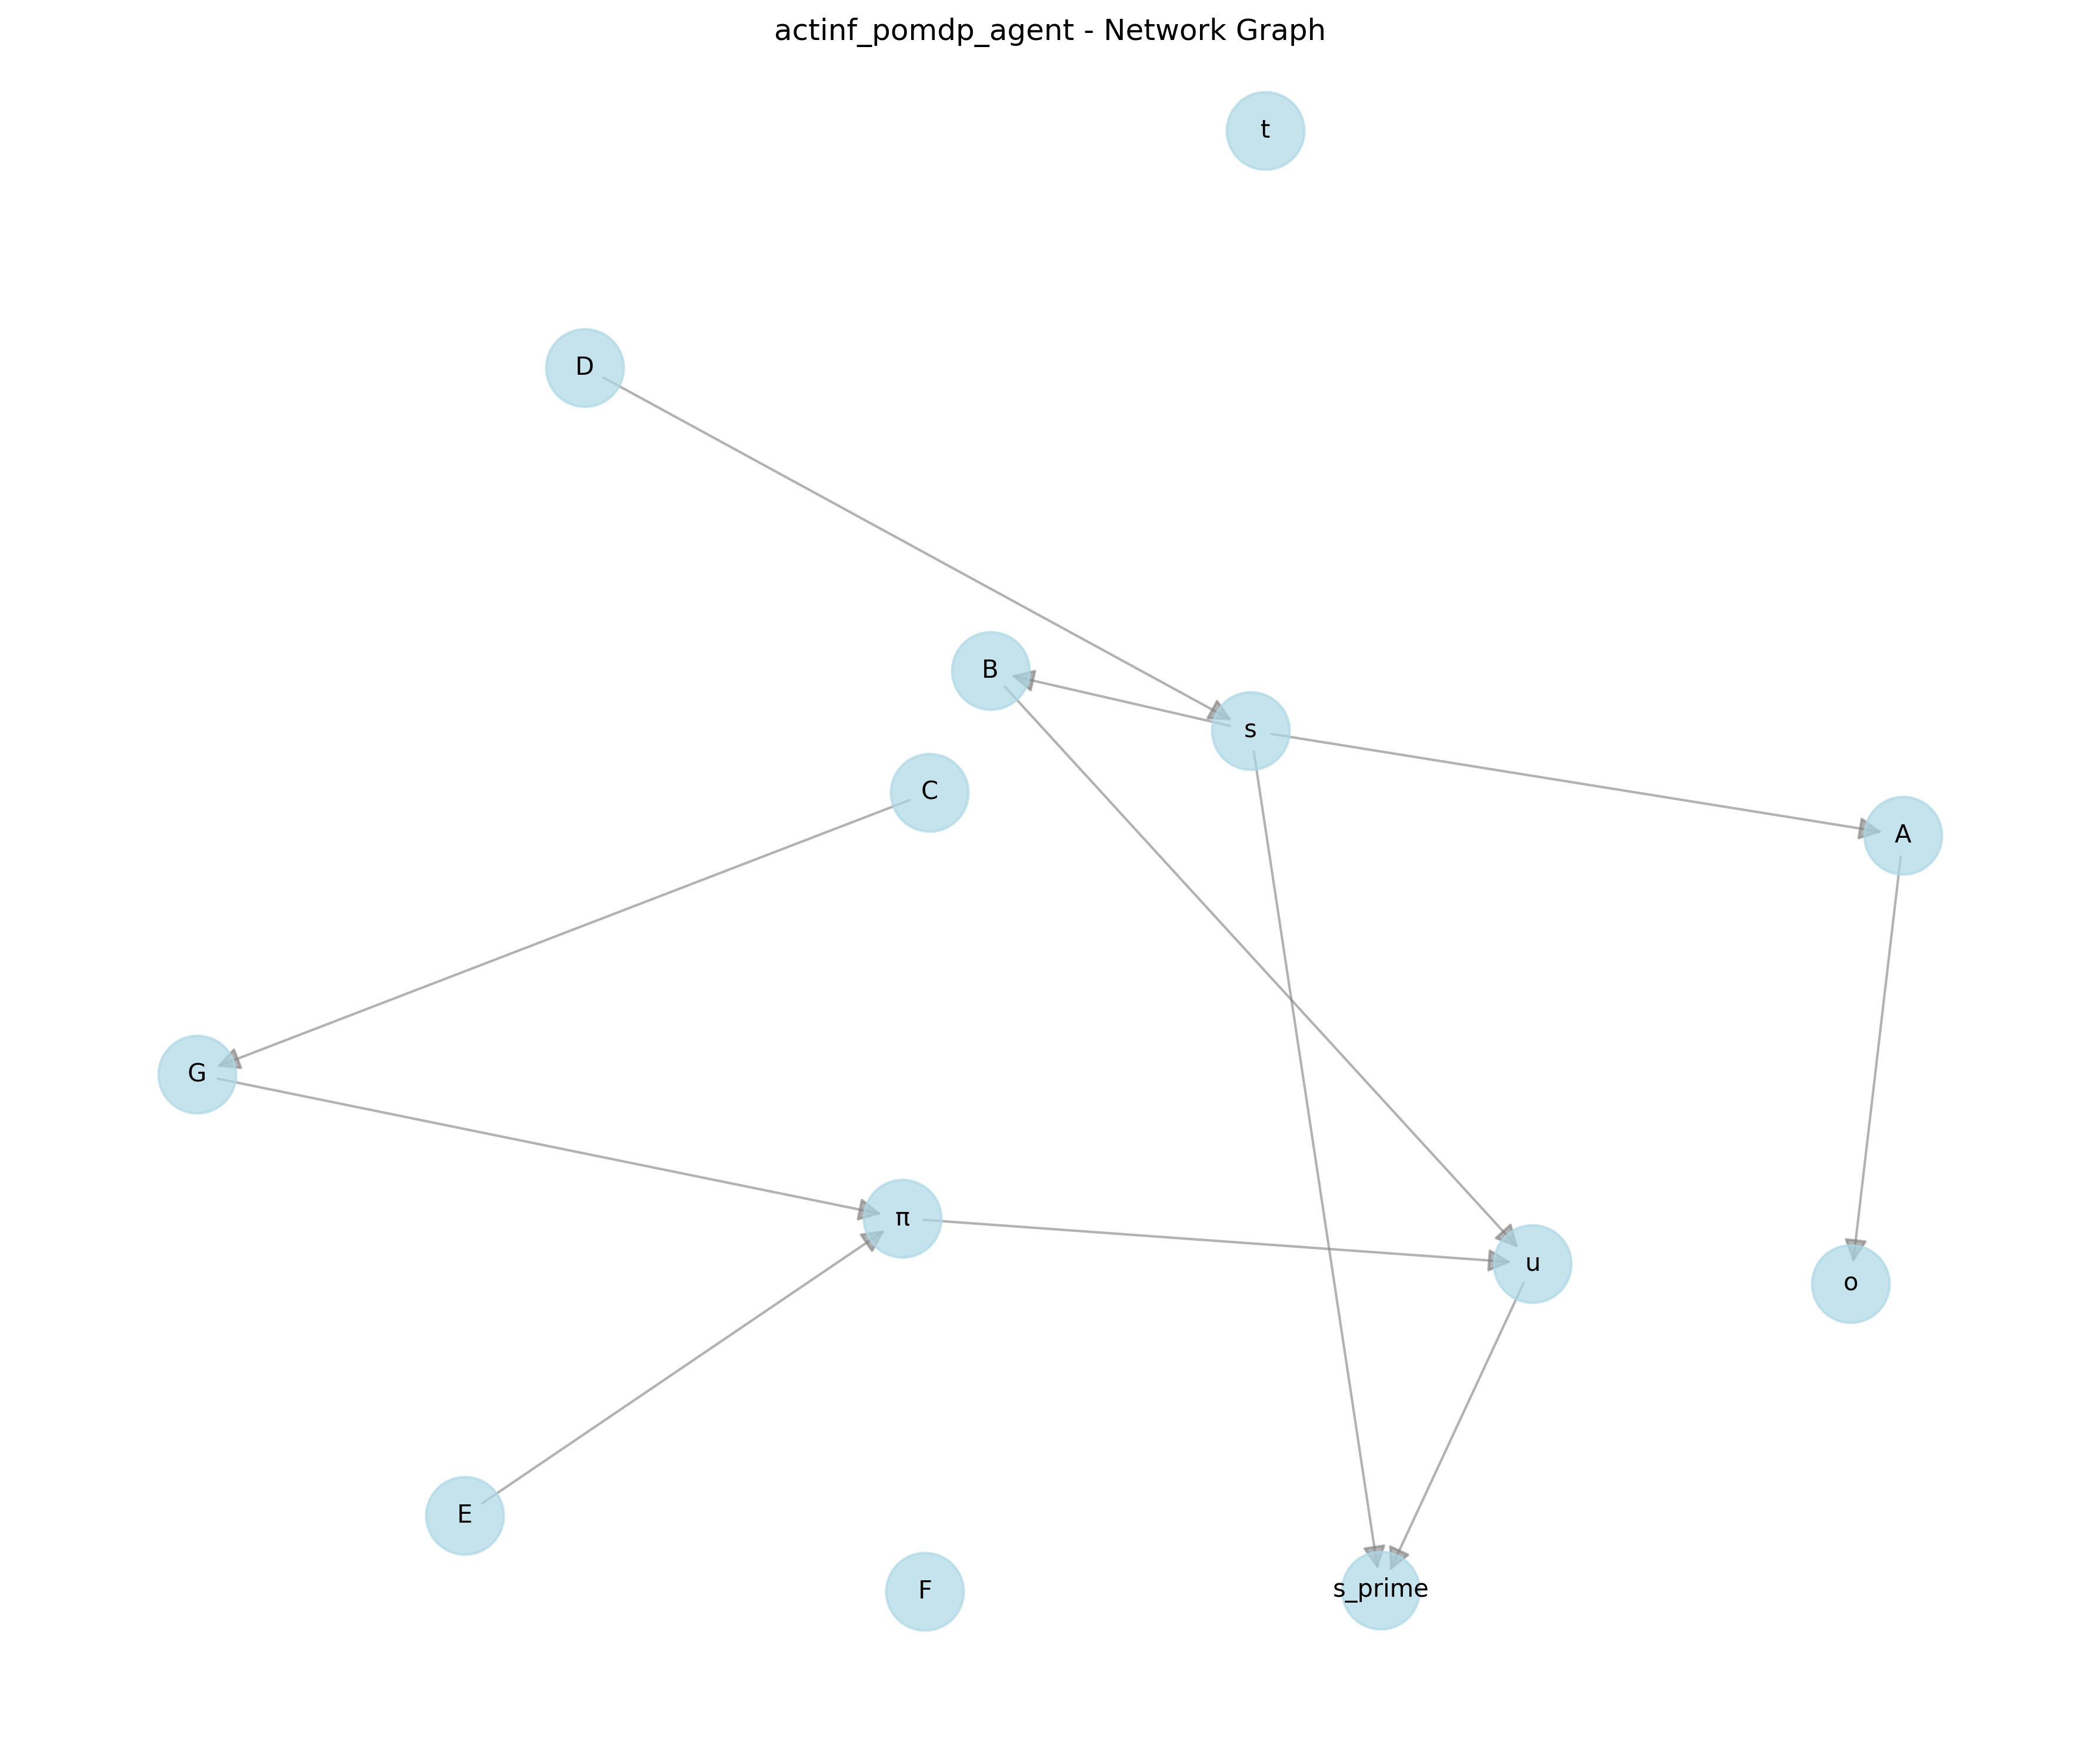 actinf_pomdp_agent - Network Graph
t
D
B
s
C
A
G
π
u
o
E
F
s_prime